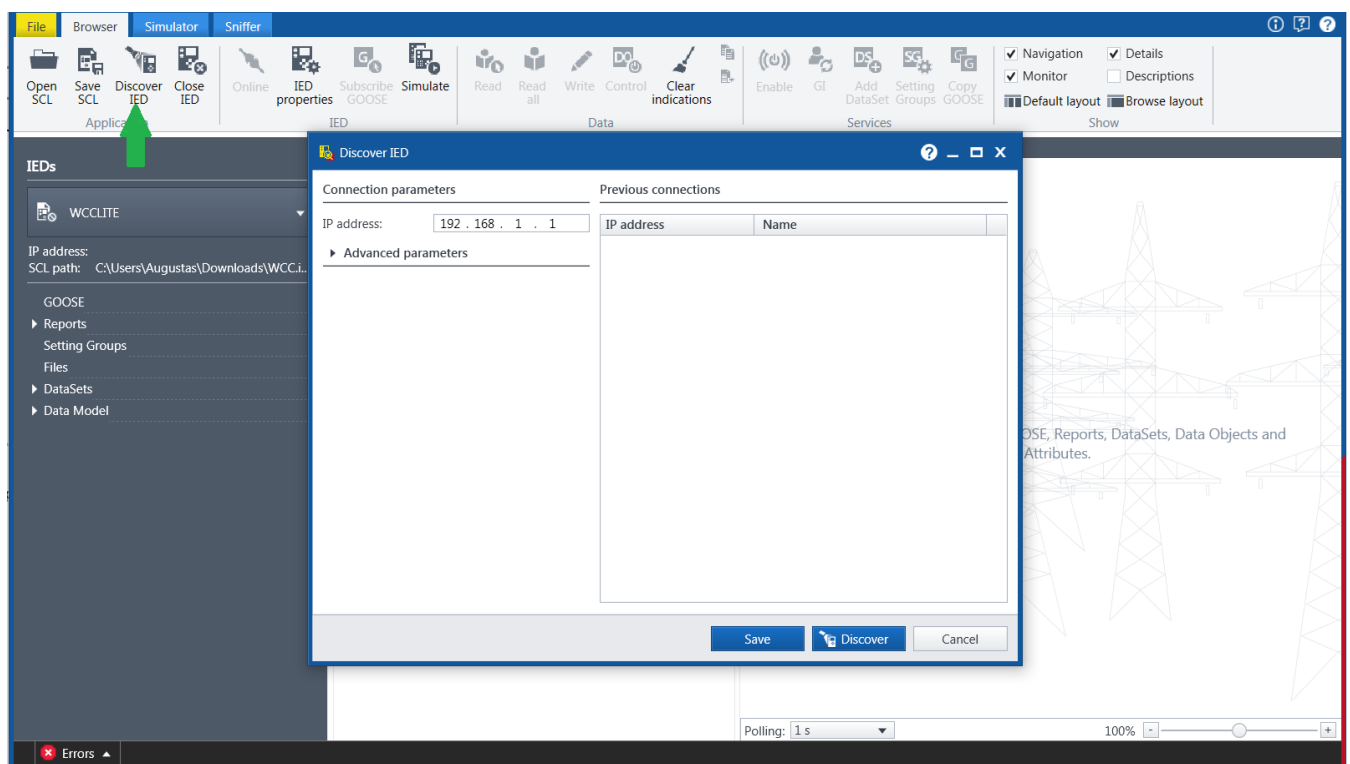 File Browser Simulator Sniffer
Open SCL
Save SCL
Discover IED
Close IED
Online
IED properties
Subscribe GOOSE
Simulate
Read
Read all
Write
Control
Clear indications
Enable
GI
Add DataSet
Setting Groups
Copy GOOSE
Navigation Details
Monitor Descriptions
Default layout Browse layout
IED Data Services Show
IEDs
WCCLITE
IP address:
SCL path: C:\Users\Augustas\Downloads\WCC.i..
GOOSE
Reports
Setting Groups
Files
DataSets
Data Model
Discover IED
Connection parameters
IP address: 192 . 168 . 1 . 1
Advanced parameters
Previous connections
IP address Name
Save Discover Cancel
OSE, Reports, DataSets, Data Objects and
Attributes.
Polling: 1 s 100% - +
Errors